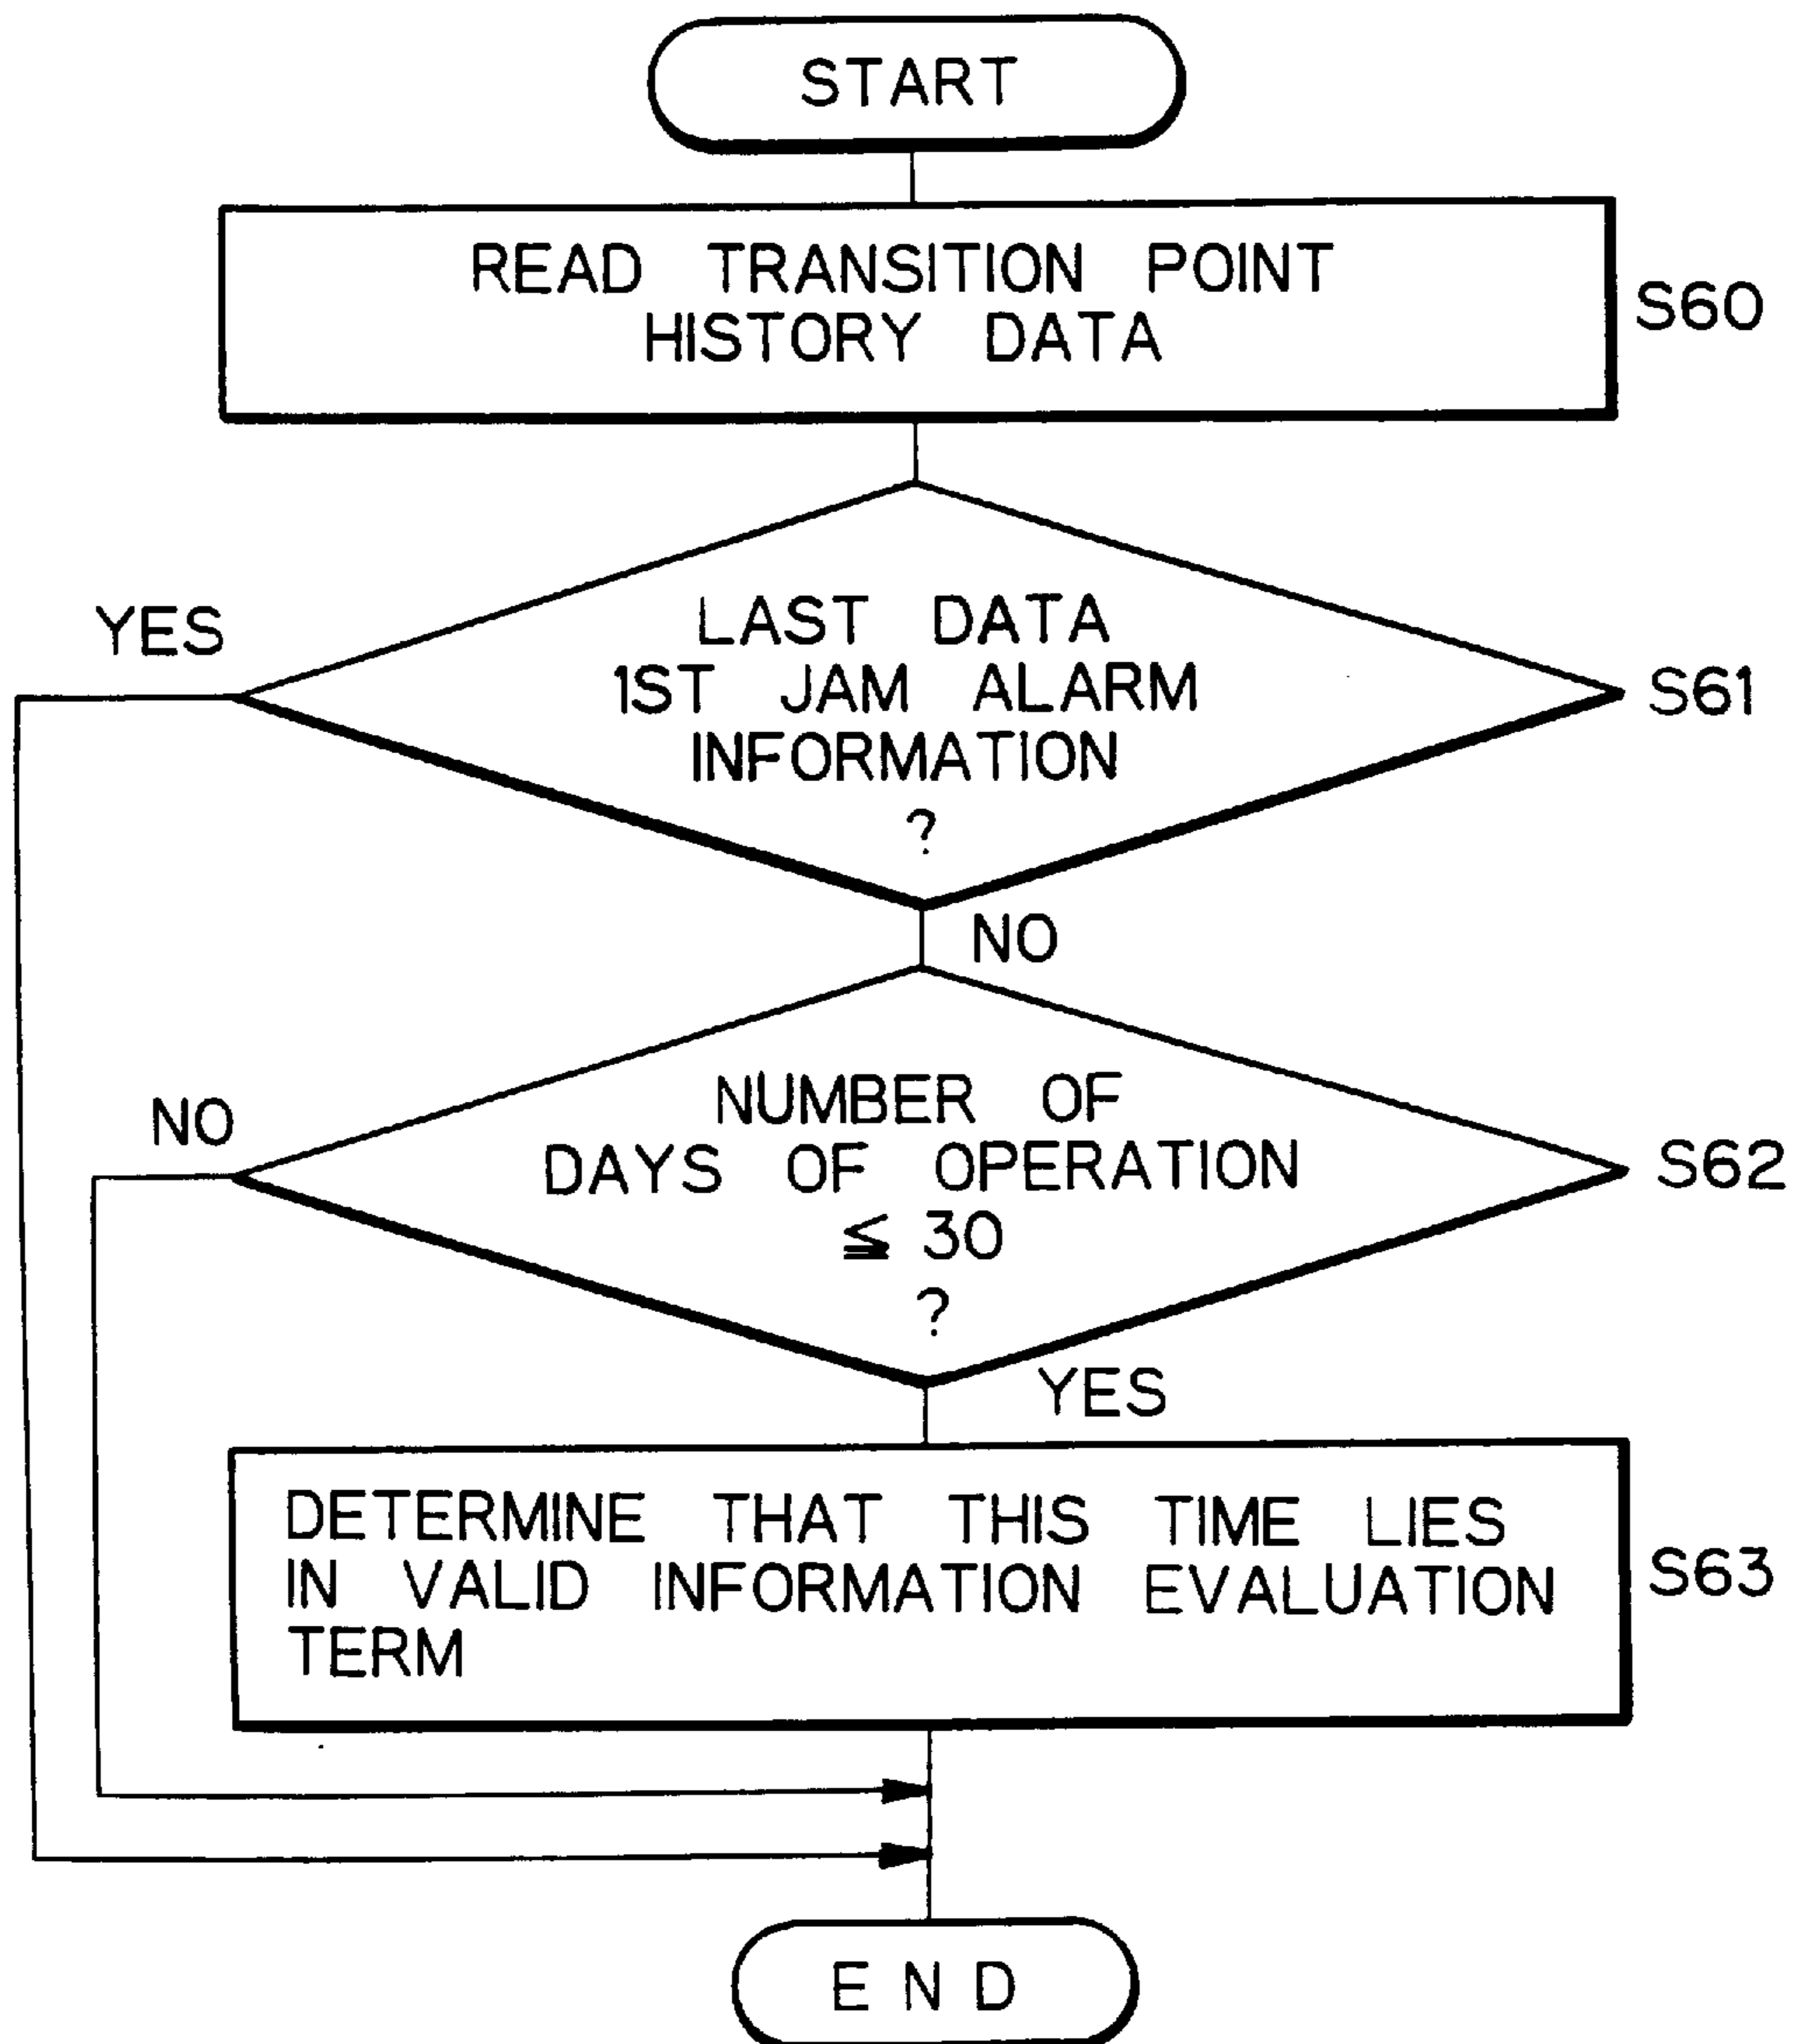 START
READ TRANSITION POINT
HISTORY DATA
S60
YES
LAST DATA
1ST JAM ALARM
INFORMATION
?
S61
NO
NUMBER OF
DAYS OF OPERATION
≦ 30
?
NO
S62
YES
DETERMINE THAT THIS TIME LIES
IN VALID INFORMATION EVALUATION
TERM
S63
END